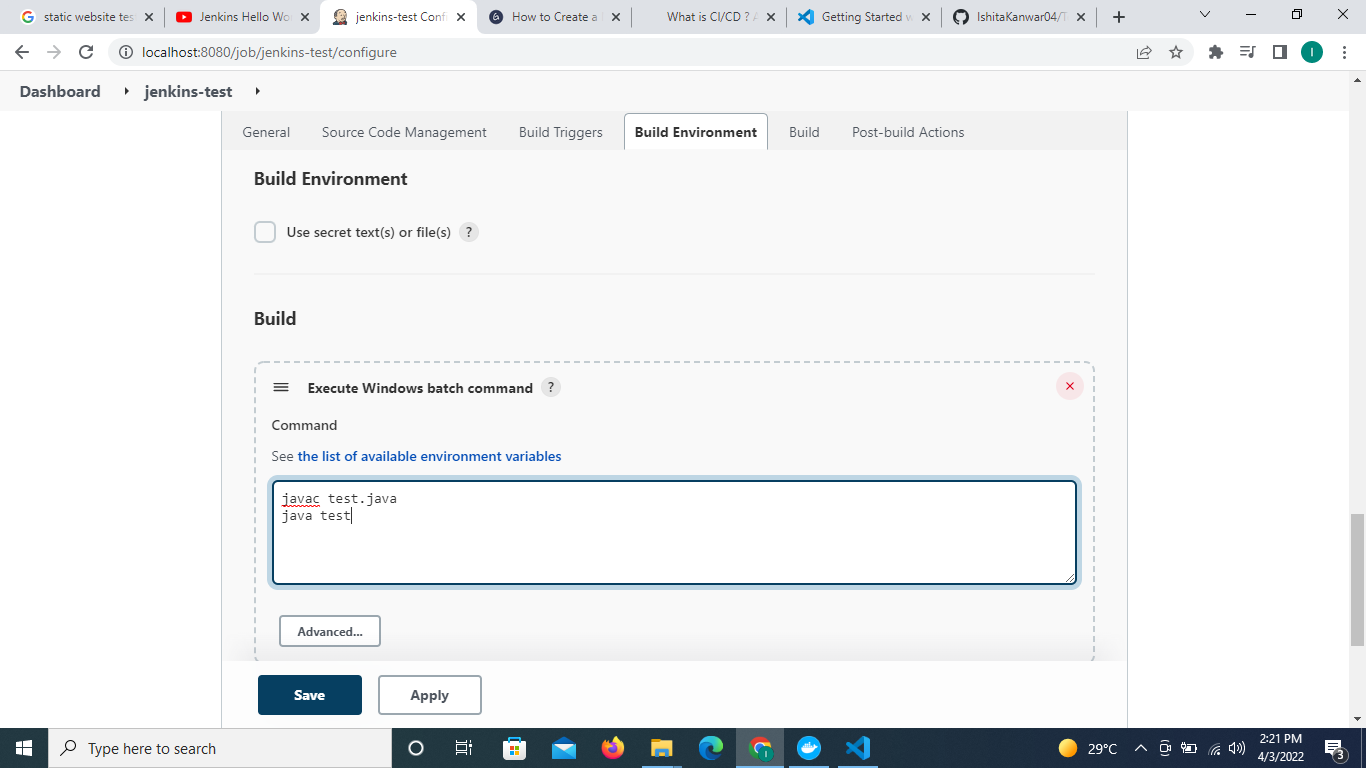 static website tes
Jenkins Hello Wo
jenkins-test Confi
How to Create a
What is CI/CD ? A
Getting Started w
IshitaKanwar04/T
localhost:8080/job/jenkins-test/configure
I
Dashboard
jenkins-test
General
Source Code Management
Build Triggers
Build Environment
Build
Post-build Actions
Build Environment
Use secret text(s) or file(s) ?
Build
Execute Windows batch command ?
Command
See the list of available environment variables
javac test.java
java test
Advanced...
Save
Apply
Type here to search
29°C
2:21 PM
4/3/2022
3